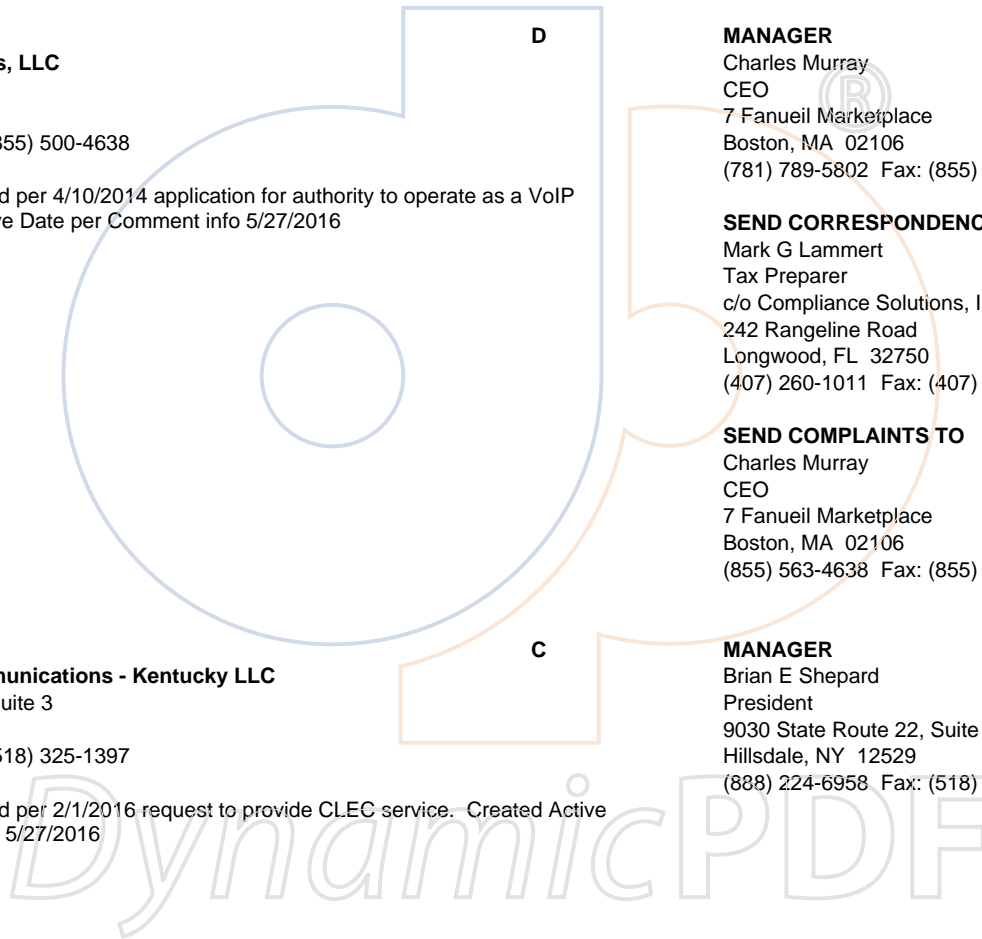 D
s, LLC
355) 500-4638
d per 4/10/2014 application for authority to operate as a VoIP
ve Date per Comment info 5/27/2016
MANAGER
Charles Murray
CEO
7 Fanueil Marketplace
Boston, MA 02106
(781) 789-5802 Fax: (855)
SEND CORRESPONDENC
Mark G Lammert
Tax Preparer
c/o Compliance Solutions, I
242 Rangeline Road
Longwood, FL 32750
(407) 260-1011 Fax: (407)
SEND COMPLAINTS TO
Charles Murray
CEO
7 Fanueil Marketplace
Boston, MA 02106
(855) 563-4638 Fax: (855)
C
munications - Kentucky LLC
uite 3
518) 325-1397
d per 2/1/2016 request to provide CLEC service. Created Active
5/27/2016
MANAGER
Brian E Shepard
President
9030 State Route 22, Suite
Hillsdale, NY 12529
(888) 224-6958 Fax: (518)
DynamicPDF
®